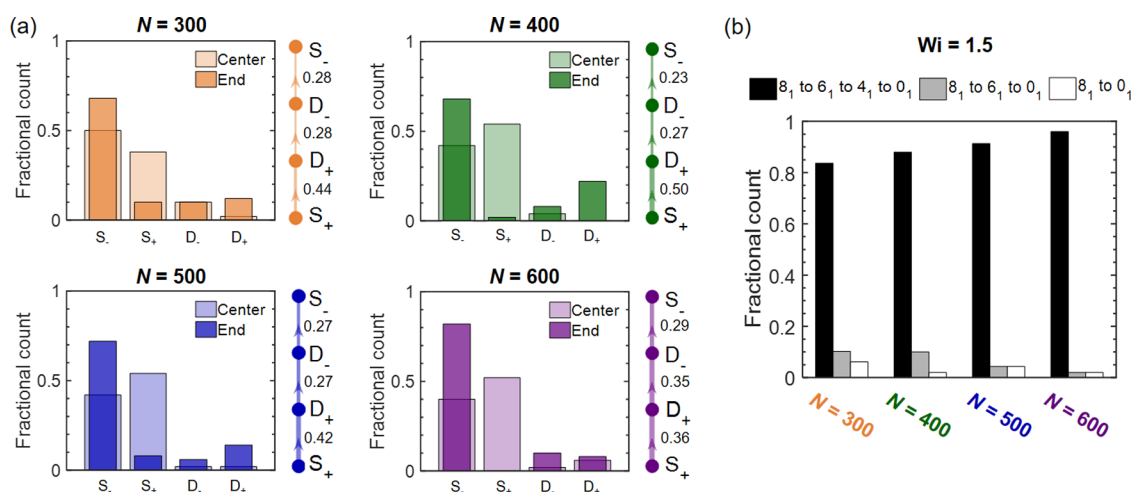 (a)
N = 300
Fractional count
1
0.5
0
Center
End
S₋ S₊ D₋ D₊
S₋
0.28
D₋
0.28
D₊
0.44
S₊
N = 400
Fractional count
1
0.5
0
Center
End
S₋ S₊ D₋ D₊
S₋
0.23
D₋
0.27
D₊
0.50
S₊
N = 500
Fractional count
1
0.5
0
Center
End
S₋ S₊ D₋ D₊
S₋
0.27
D₋
0.27
D₊
0.42
S₊
N = 600
Fractional count
1
0.5
0
Center
End
S₋ S₊ D₋ D₊
S₋
0.29
D₋
0.35
D₊
0.36
S₊
(b)
Wi = 1.5
8₁ to 6₁ to 4₁ to 0₁ 8₁ to 6₁ to 0₁ 8₁ to 0₁
Fractional count
1
0.8
0.6
0.4
0.2
0
N = 300 N = 400 N = 500 N = 600